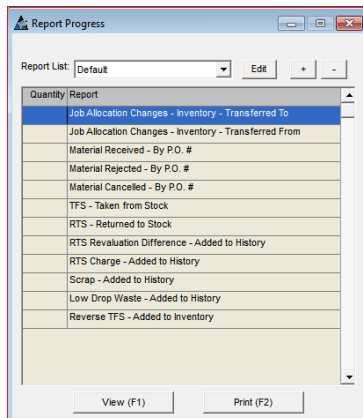 Report Progress
Report List: Default Edit + -
Quantity Report
Job Allocation Changes - Inventory - Transferred To
Job Allocation Changes - Inventory - Transferred From
Material Received - By P.O. #
Material Rejected - By P.O. #
Material Cancelled - By P.O. #
TFS - Taken from Stock
RTS - Returned to Stock
RTS Revaluation Difference - Added to History
RTS Charge - Added to History
Scrap - Added to History
Low Drop Waste - Added to History
Reverse TFS - Added to Inventory
View (F1) Print (F2)